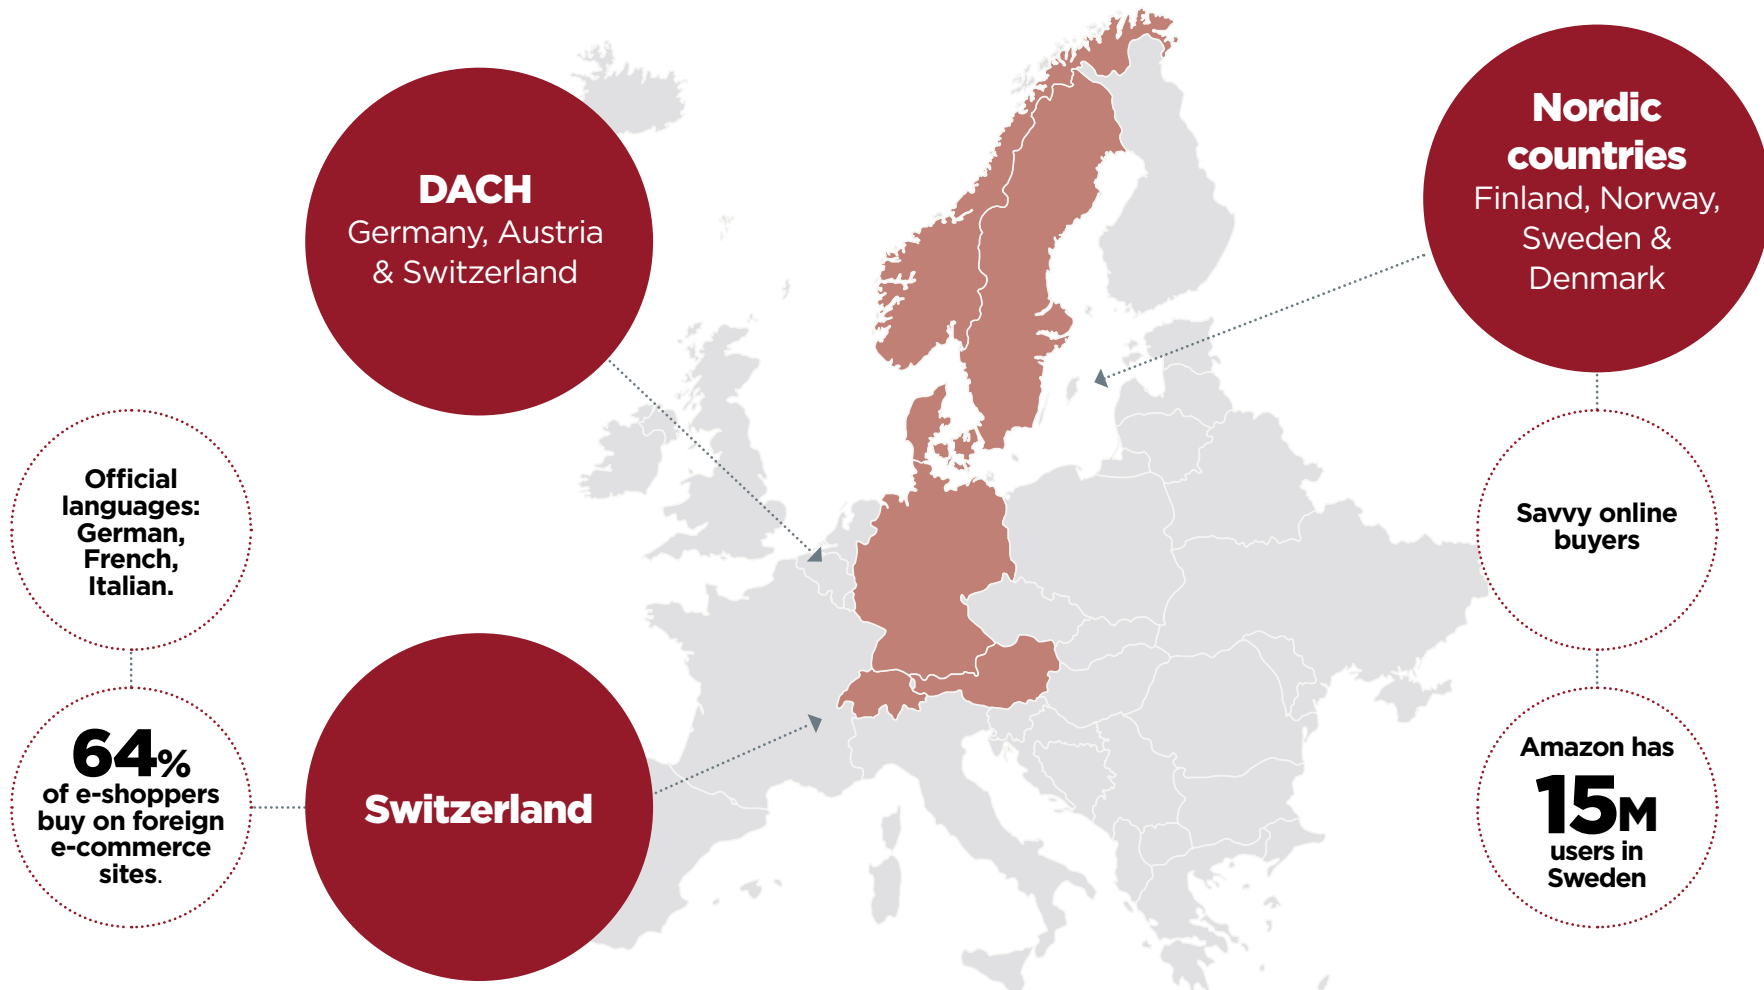 DACH
Germany, Austria
& Switzerland
Nordic
countries
Finland, Norway,
Sweden &
Denmark
Official
languages:
German,
French,
Italian.
64%
of e-shoppers
buy on foreign
e-commerce
sites.
Switzerland
Savvy online
buyers
Amazon has
15M
users in
Sweden